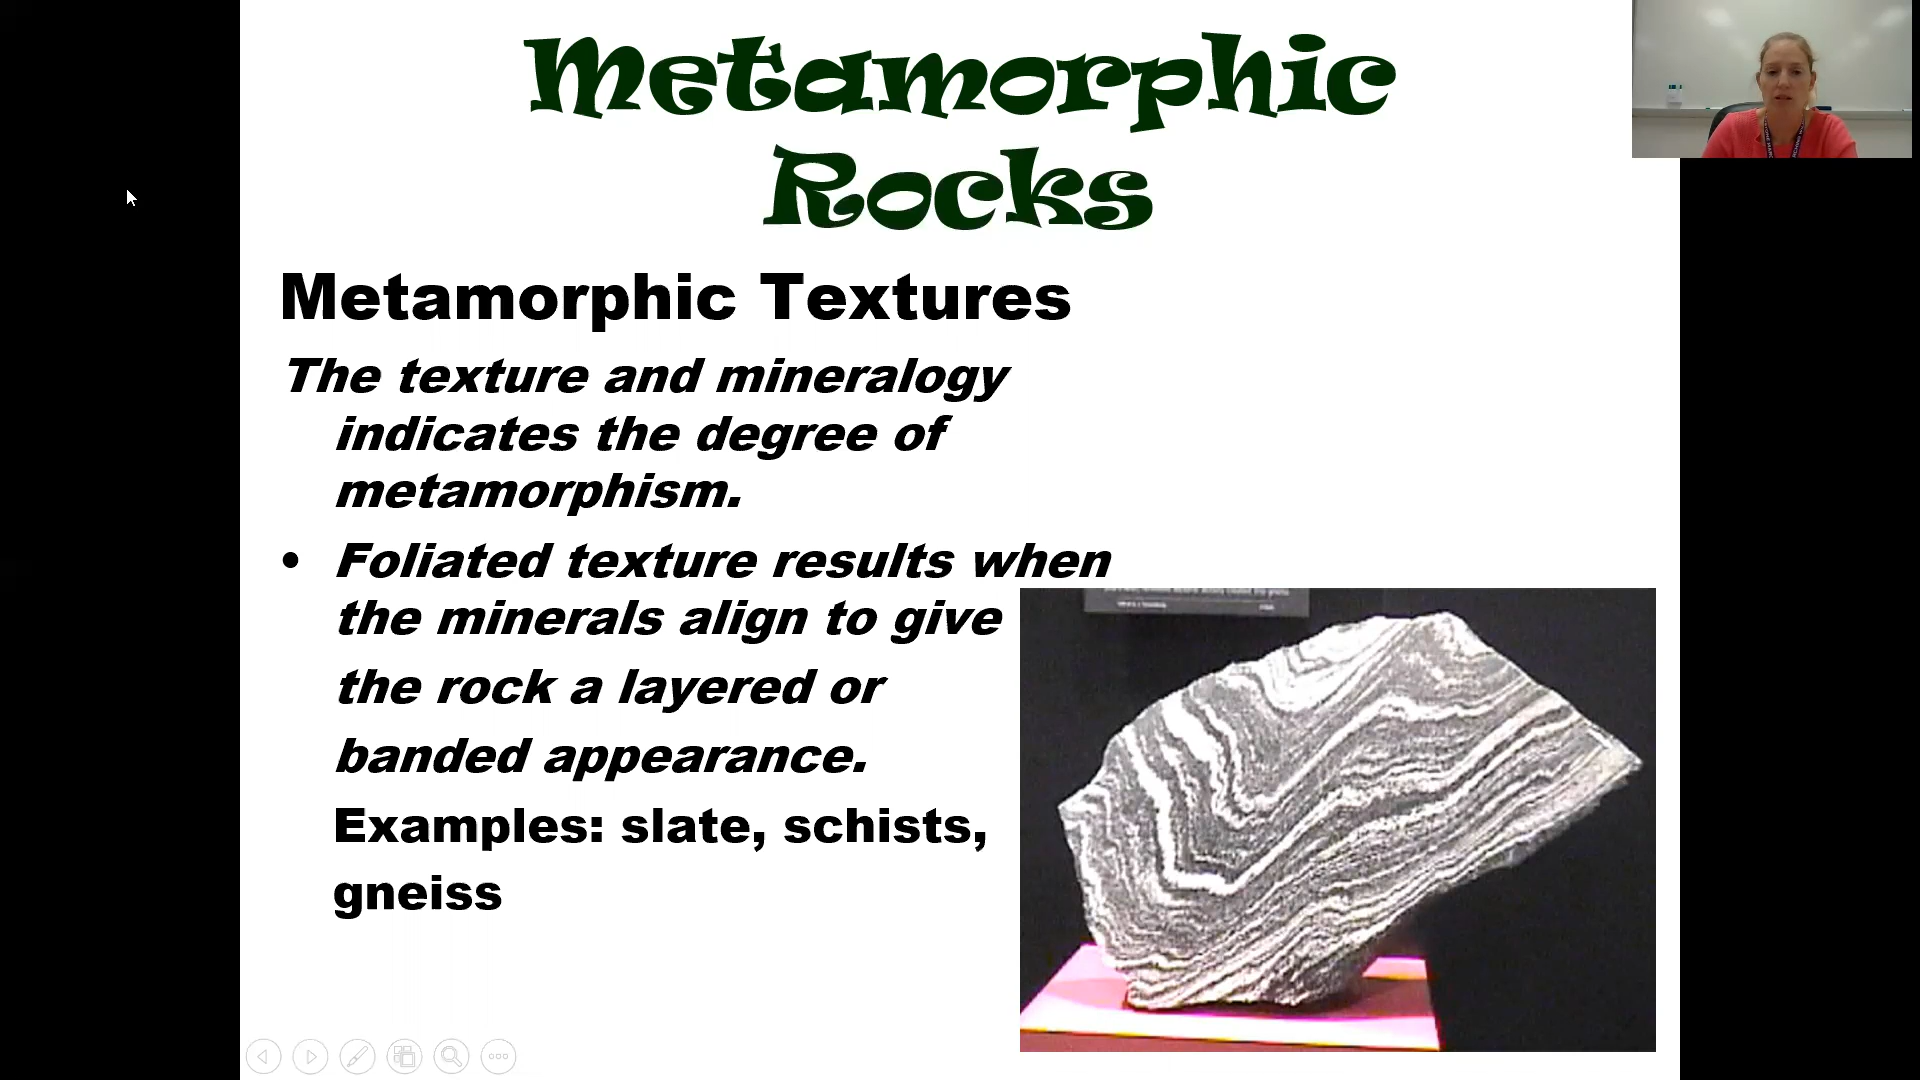 Metamorphic
Rocks
Metamorphic Textures
The texture and mineralogy
indicates the degree of
metamorphism.
• Foliated texture results when
the minerals align to give
the rock a layered or
banded appearance.
Examples: slate, schists,
gneiss